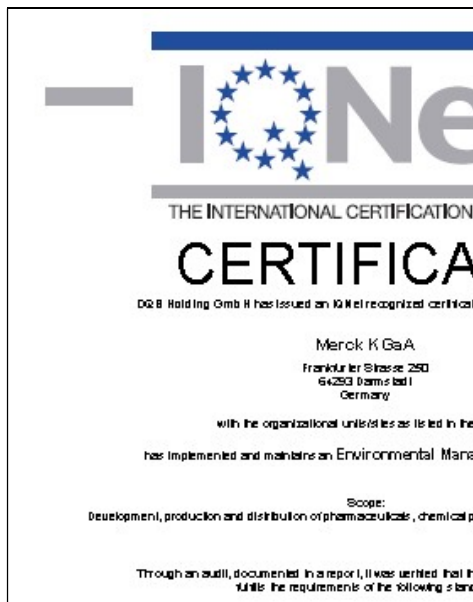 IQNe
THE INTERNATIONAL CERTIFICATION
CERTIFICA
DQS Holding GmbH has issued an IQNet recognized certificat
Merck KGaA
Frankfurter Strasse 250
64293 Darmstadt
Germany
with the organizational units/sites as listed in the
has implemented and maintains an Environmental Mana
Scope:
Development, production and distribution of pharmaceuticals, chemical p
Through an audit, documented in a report, it was verified that th
fulfills the requirements of the following stand